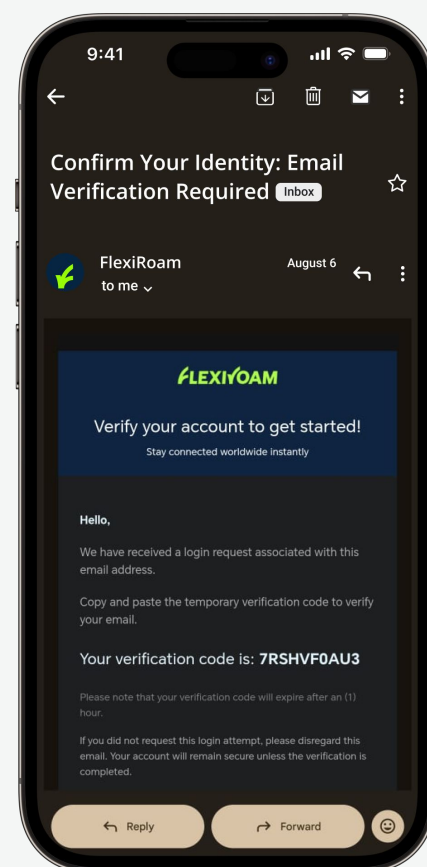 9:41
Confirm Your Identity: Email
Verification Required Inbox
FlexiRoam
August 6
to me
FLEXIROAM
Verify your account to get started!
Stay connected worldwide instantly
Hello,
We have received a login request associated with this
email address.
Copy and paste the temporary verification code to verify
your email.
Your verification code is: 7RSHVF0AU3
Please note that your verification code will expire after an (1)
hour.
If you did not request this login attempt, please disregard this
email. Your account will remain secure unless the verification is
completed.
Reply
Forward